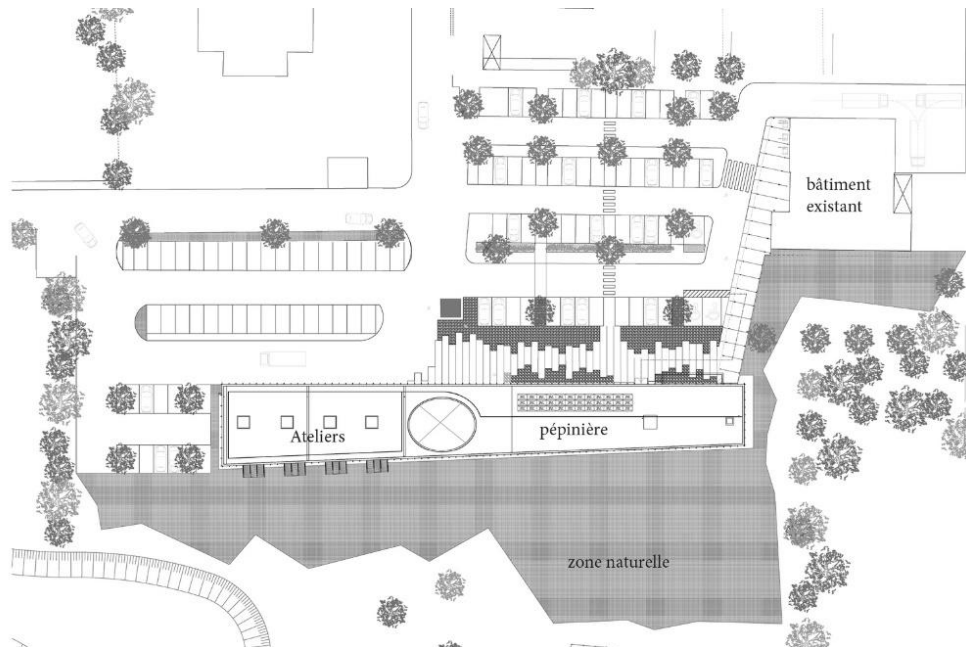 bâtiment
existant
Ateliers
pépinière
zone naturelle